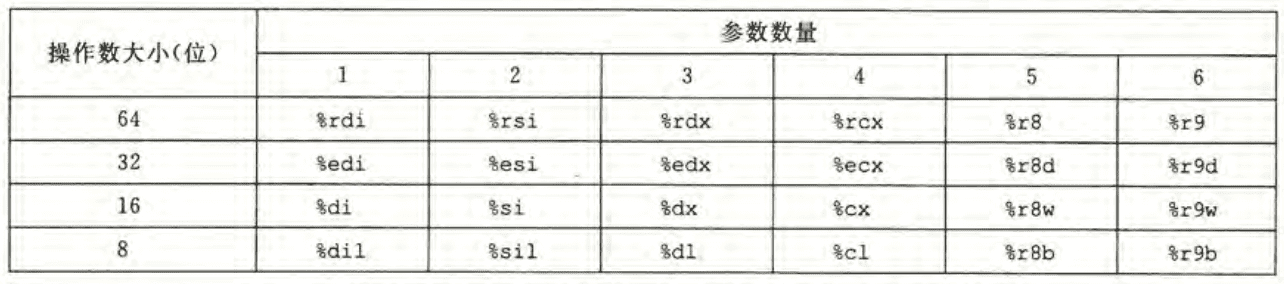 操作数大小(位) 参数数量
1 2 3 4 5 6
64 %rdi %rsi %rdx %rcx %r8 %r9
32 %edi %esi %edx %ecx %r8d %r9d
16 %di %si %dx %cx %r8w %r9w
8 %dil %sil %dl %cl %r8b %r9b